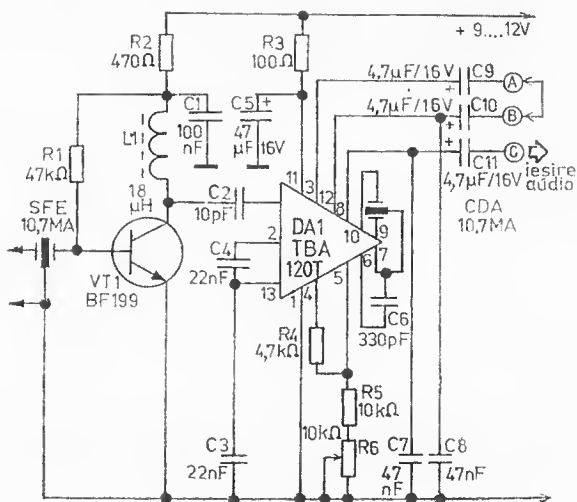 R2
470Ω
R3
100Ω
+ 9....12V
4,7µF/16V
C9
A
4,7µF/16V
C10
B
C11
C
4,7µF/16V
iesire
audio
CDA
10,7MA
C1
100
nF
C5
+
47
µF 16V
L1
18
µH
R1
47kΩ
SFE
10,7MA
C2
10pF
11
3
12
8
DA1
TBA
120T
10
9
7
6
5
4
1
2
13
C4
22nF
VT1
BF199
C6
330pF
R4
4,7kΩ
R5
10kΩ
10kΩ
R6
C3
22nF
C7
47
nF
C8
47nF
+
+
+